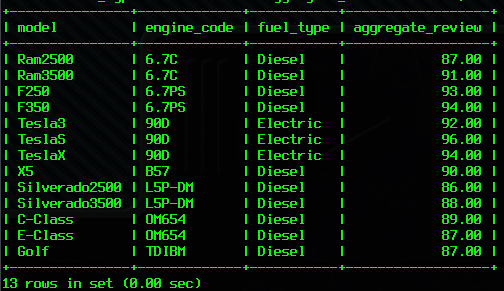 | model | engine_code | fuel_type | aggregate_review |
| Ram2500 | 6.7C | Diesel | 87.00 |
| Ram3500 | 6.7C | Diesel | 91.00 |
| F250 | 6.7PS | Diesel | 93.00 |
| F350 | 6.7PS | Diesel | 94.00 |
| Tesla3 | 90D | Electric | 92.00 |
| TeslaS | 90D | Electric | 96.00 |
| TeslaX | 90D | Electric | 94.00 |
| X5 | B57 | Diesel | 90.00 |
| Silverado2500 | L5P-DM | Diesel | 86.00 |
| Silverado3500 | L5P-DM | Diesel | 88.00 |
| C-Class | OM654 | Diesel | 89.00 |
| E-Class | OM654 | Diesel | 87.00 |
| Golf | TDIBM | Diesel | 87.00 |
13 rows in set (0.00 sec)